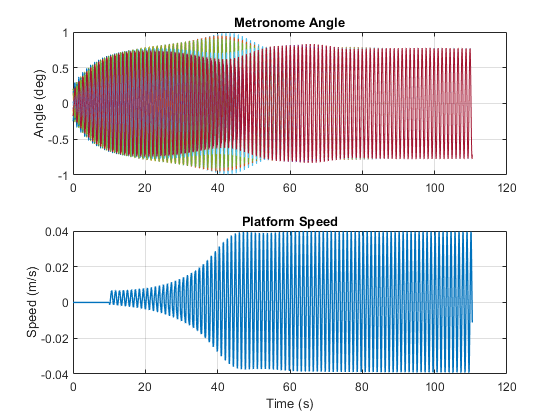 Metronome Angle
Angle (deg)
1
0.5
0
-0.5
-1
0 20 40 60 80 100 120
Platform Speed
Speed (m/s)
0.04
0.02
0
-0.02
-0.04
0 20 40 60 80 100 120
Time (s)